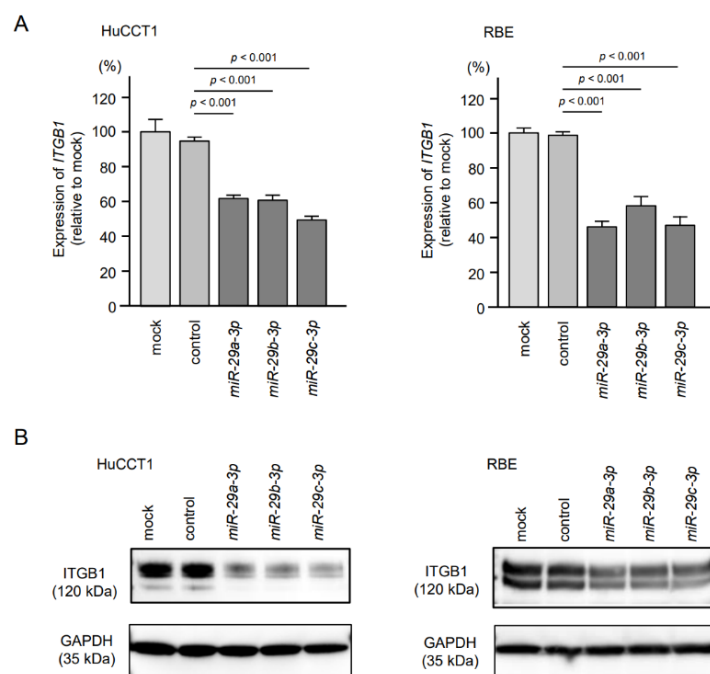 A
HuCCT1
(%)
p < 0.001
p < 0.001
p < 0.001
Expression of ITGB1
(relative to mock)
120
100
80
60
40
20
0
mock
control
miR-29a-3p
miR-29b-3p
miR-29c-3p
RBE
(%)
p < 0.001
p < 0.001
p < 0.001
Expression of ITGB1
(relative to mock)
120
100
80
60
40
20
0
mock
control
miR-29a-3p
miR-29b-3p
miR-29c-3p
B
HuCCT1
mock
control
miR-29a-3p
miR-29b-3p
miR-29c-3p
ITGB1
(120 kDa)
GAPDH
(35 kDa)
RBE
mock
control
miR-29a-3p
miR-29b-3p
miR-29c-3p
ITGB1
(120 kDa)
GAPDH
(35 kDa)